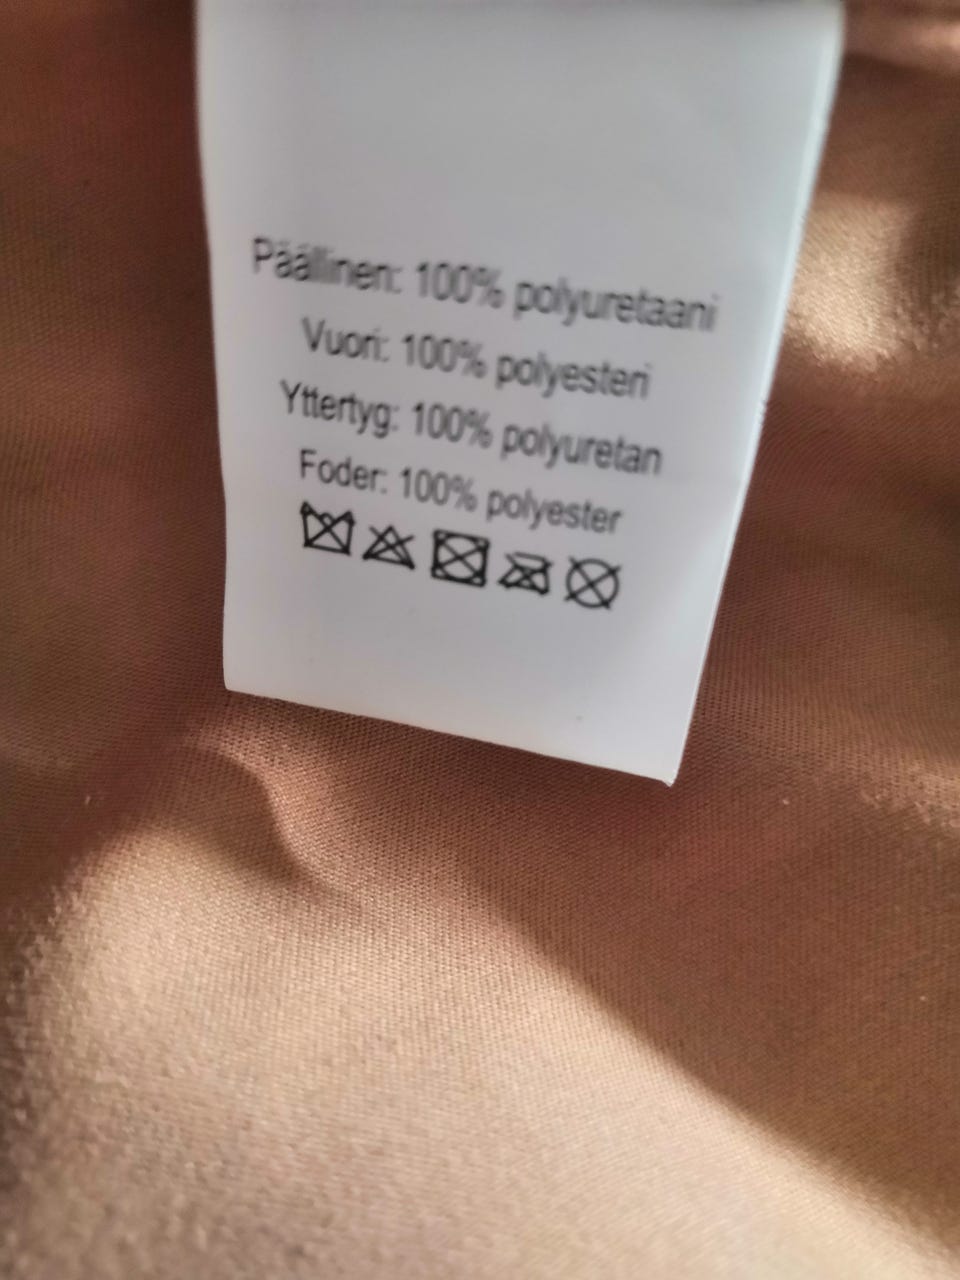 Päällinen: 100% polyuretaani
Vuori: 100% polyesteri
Yttertyg: 100% polyuretan
Foder: 100% polyester